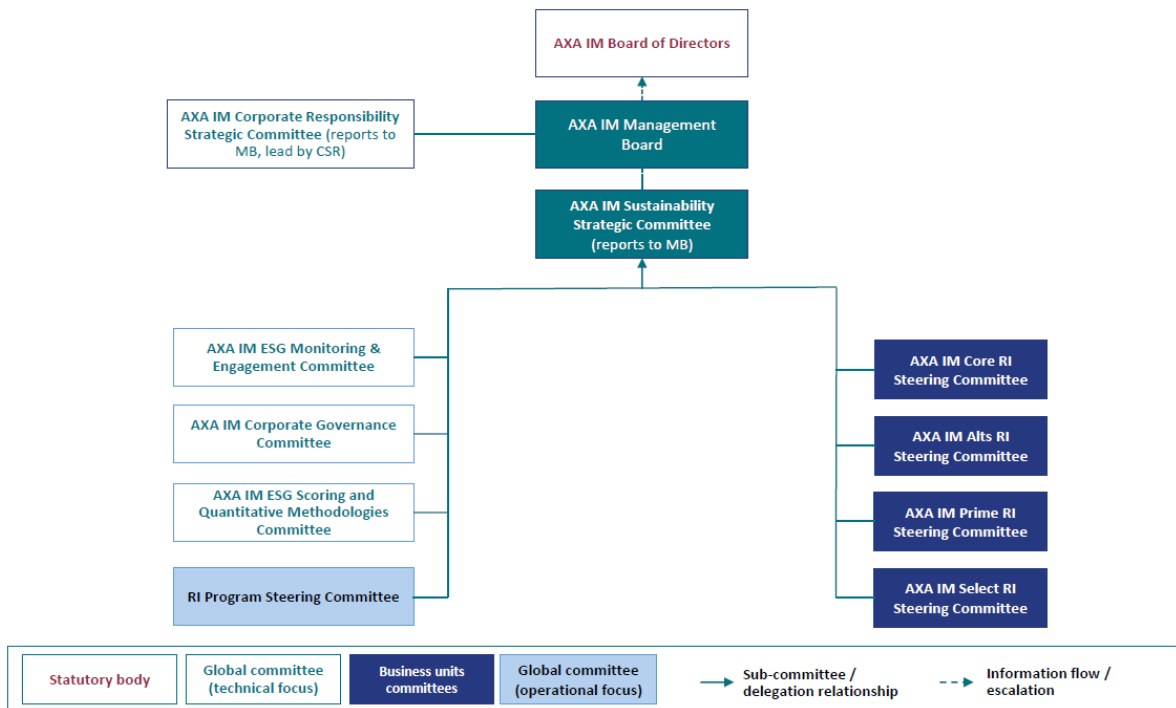 AXA IM Board of Directors
AXA IM Corporate Responsibility
Strategic Committee (reports to
MB, lead by CSR)
AXA IM Management
Board
AXA IM Sustainability
Strategic Committee
(reports to MB)
AXA IM ESG Monitoring &
Engagement Committee
AXA IM Corporate Governance
Committee
AXA IM ESG Scoring and
Quantitative Methodologies
Committee
RI Program Steering Committee
AXA IM Core RI
Steering Committee
AXA IM Alts RI
Steering Committee
AXA IM Prime RI
Steering Committee
AXA IM Select RI
Steering Committee
Statutory body
Global committee
(technical focus)
Business units
committees
Global committee
(operational focus)
Sub-committee /
delegation relationship
Information flow /
escalation